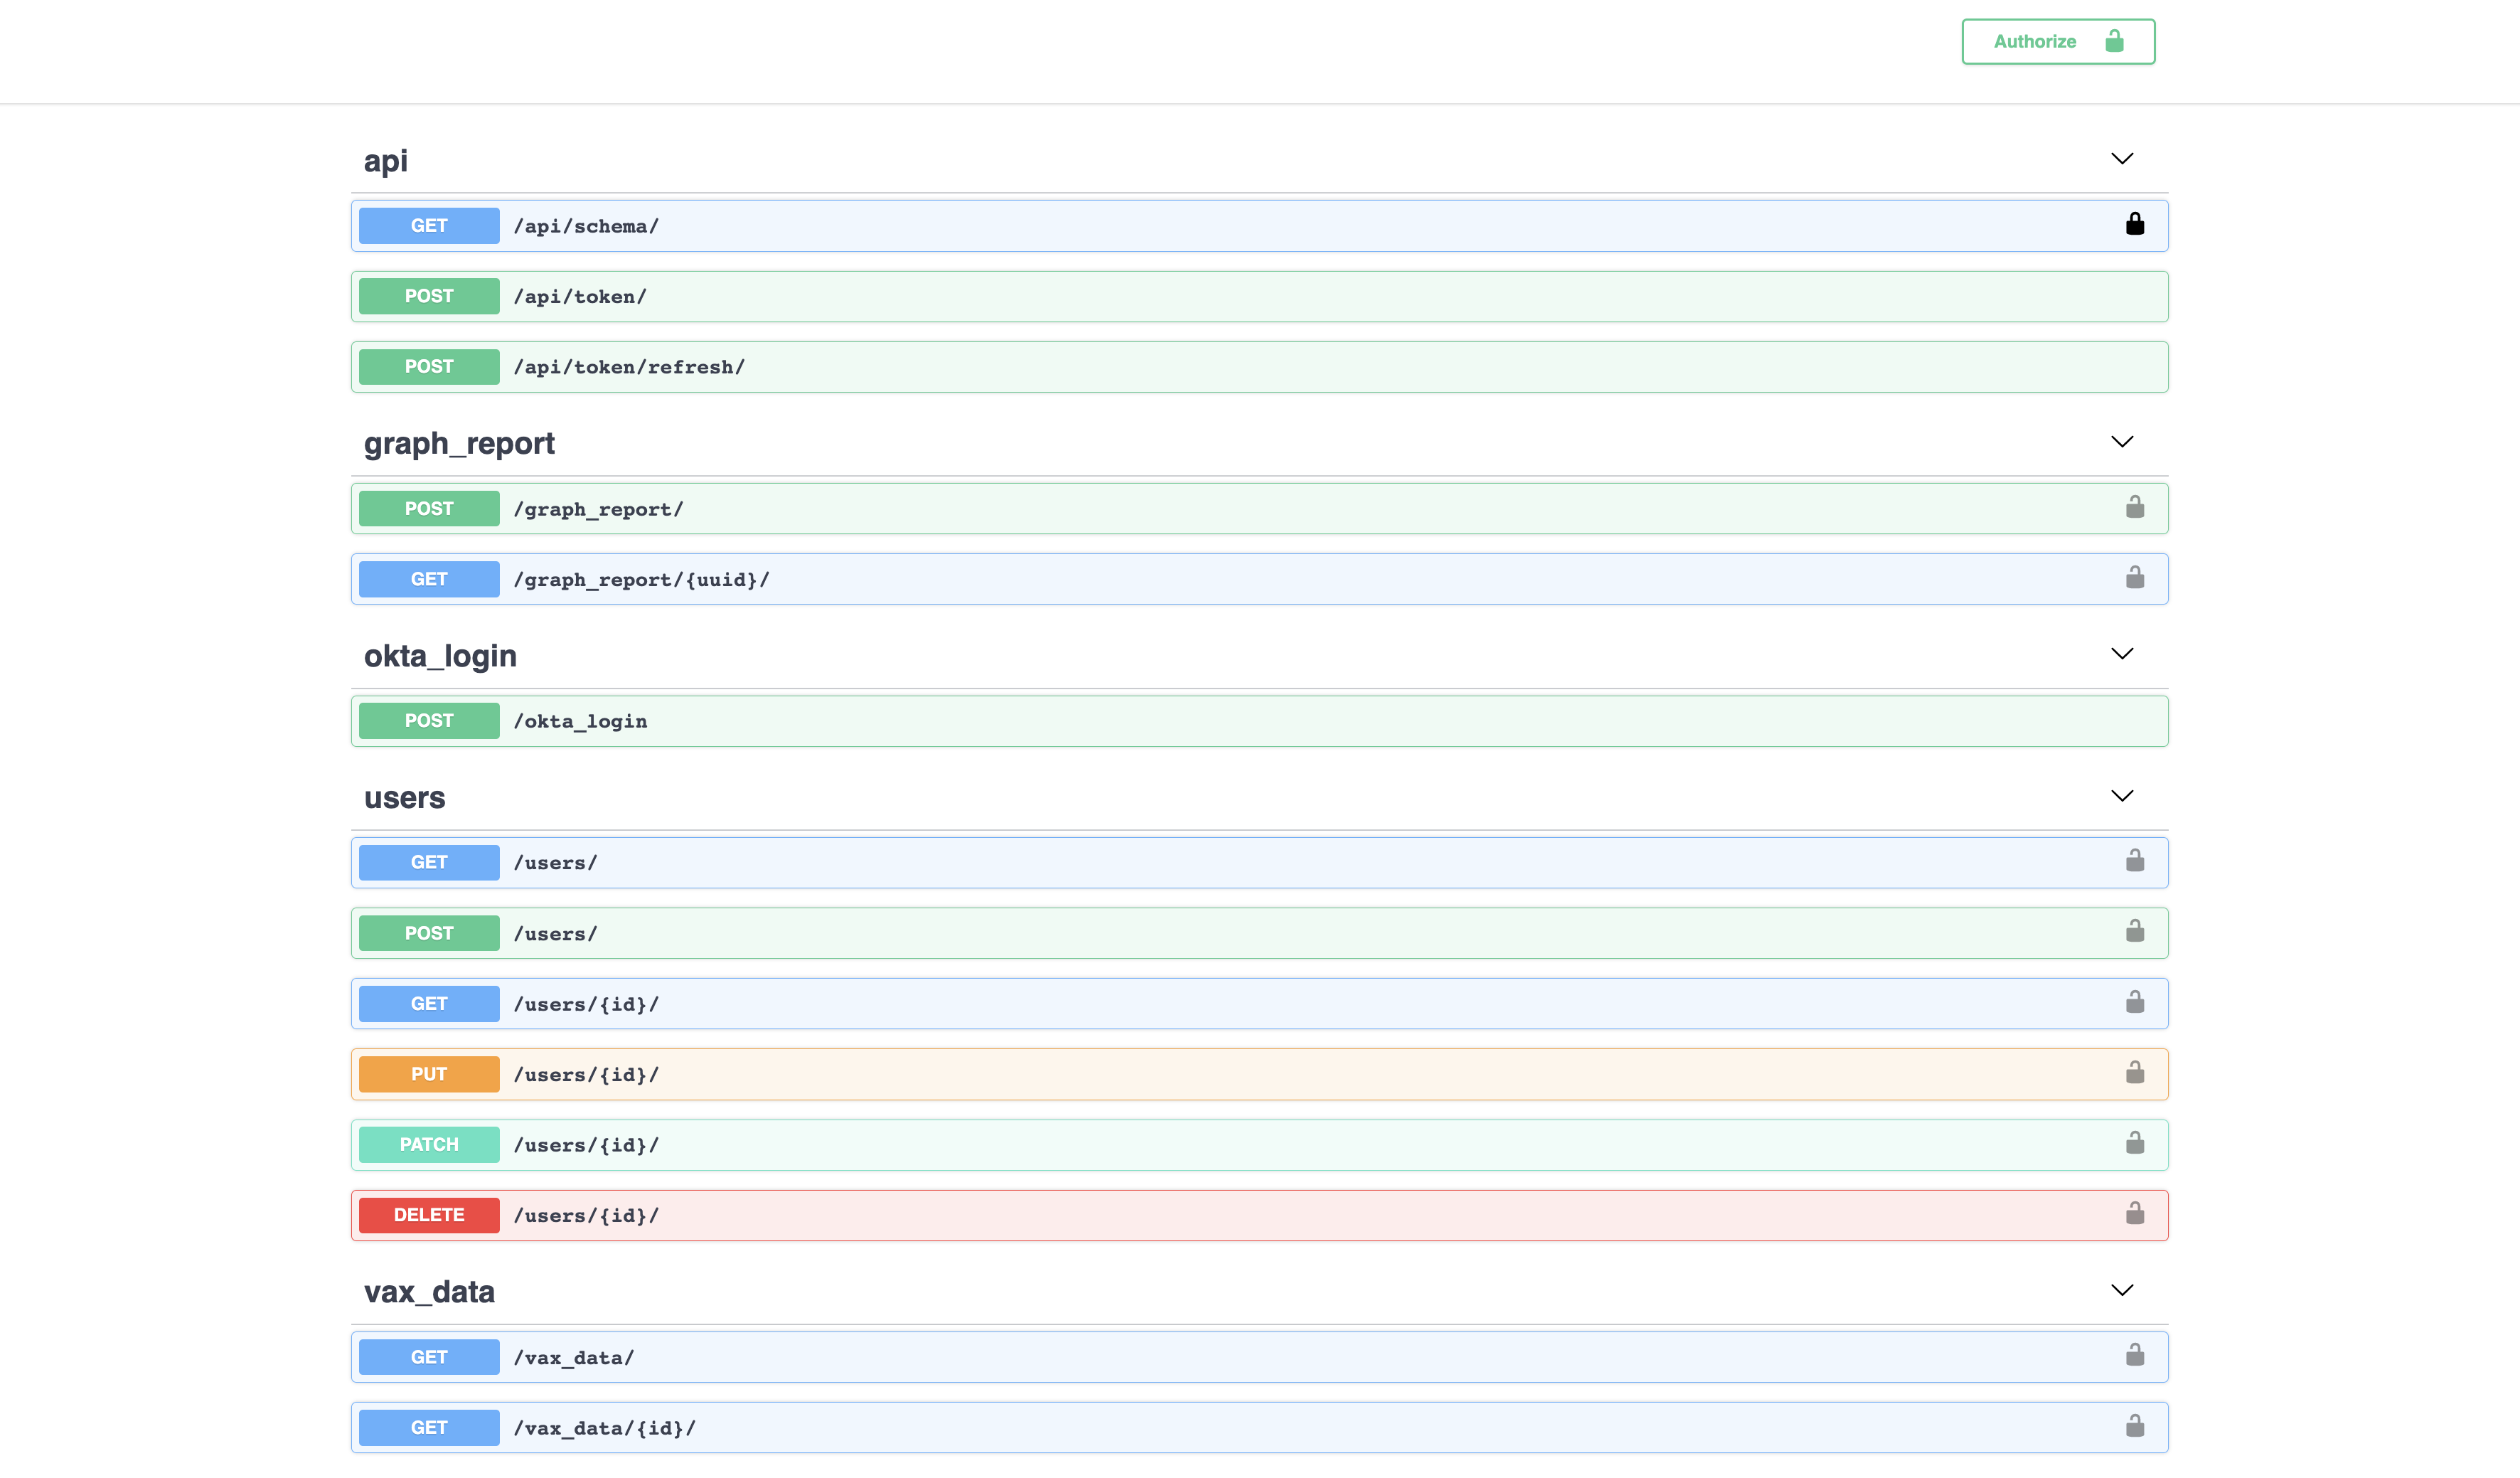 Authorize
api
GET /api/schema/
POST /api/token/
POST /api/token/refresh/
graph_report
POST /graph_report/
GET /graph_report/{uuid}/
okta_login
POST /okta_login
users
GET /users/
POST /users/
GET /users/{id}/
PUT /users/{id}/
PATCH /users/{id}/
DELETE /users/{id}/
vax_data
GET /vax_data/
GET /vax_data/{id}/